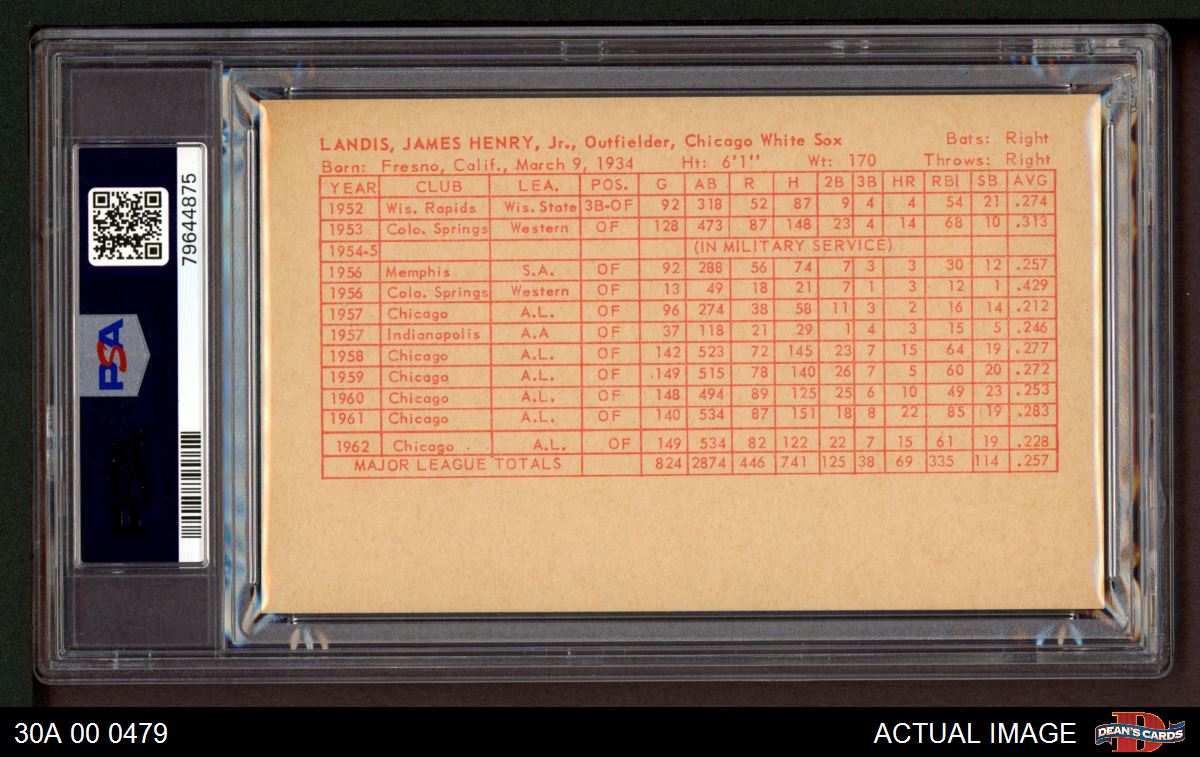 LANDIS, JAMES HENRY, Jr., Outfielder, Chicago White Sox Bats: Right
Born: Fresno, Calif., March 9, 1934 Ht: 6'1" Wt: 170 Throws: Right
YEAR CLUB LEA. POS. G AB R H 2B 3B HR RBI SB AVG
1952 Wis. Rapids Wis. State 3B-OF 92 318 52 87 9 4 4 54 21 .274
1953 Colo. Springs Western OF 128 473 87 148 23 4 14 68 10 .313
1954-5 (IN MILITARY SERVICE)
1956 Memphis S.A. OF 92 288 56 74 7 3 3 30 12 .257
1956 Colo. Springs Western OF 13 49 18 21 7 1 3 12 1 .429
1957 Chicago A.L. OF 96 274 38 58 11 3 2 16 14 .212
1957 Indianapolis A.A OF 37 118 21 29 1 4 3 15 5 .246
1958 Chicago A.L. OF 142 523 72 145 23 7 15 64 19 .277
1959 Chicago A.L. OF 149 515 78 140 26 7 5 60 20 .272
1960 Chicago A.L. OF 148 494 89 125 25 6 10 49 23 .253
1961 Chicago A.L. OF 140 534 87 151 18 8 22 85 19 .283
1962 Chicago A.L. OF 149 534 82 122 22 7 15 61 19 .228
MAJOR LEAGUE TOTALS 824 2874 446 741 125 38 69 335 114 .257
79644875
PSA
PSA
30A 00 0479
ACTUAL IMAGE
D
DEAN'S CARDS